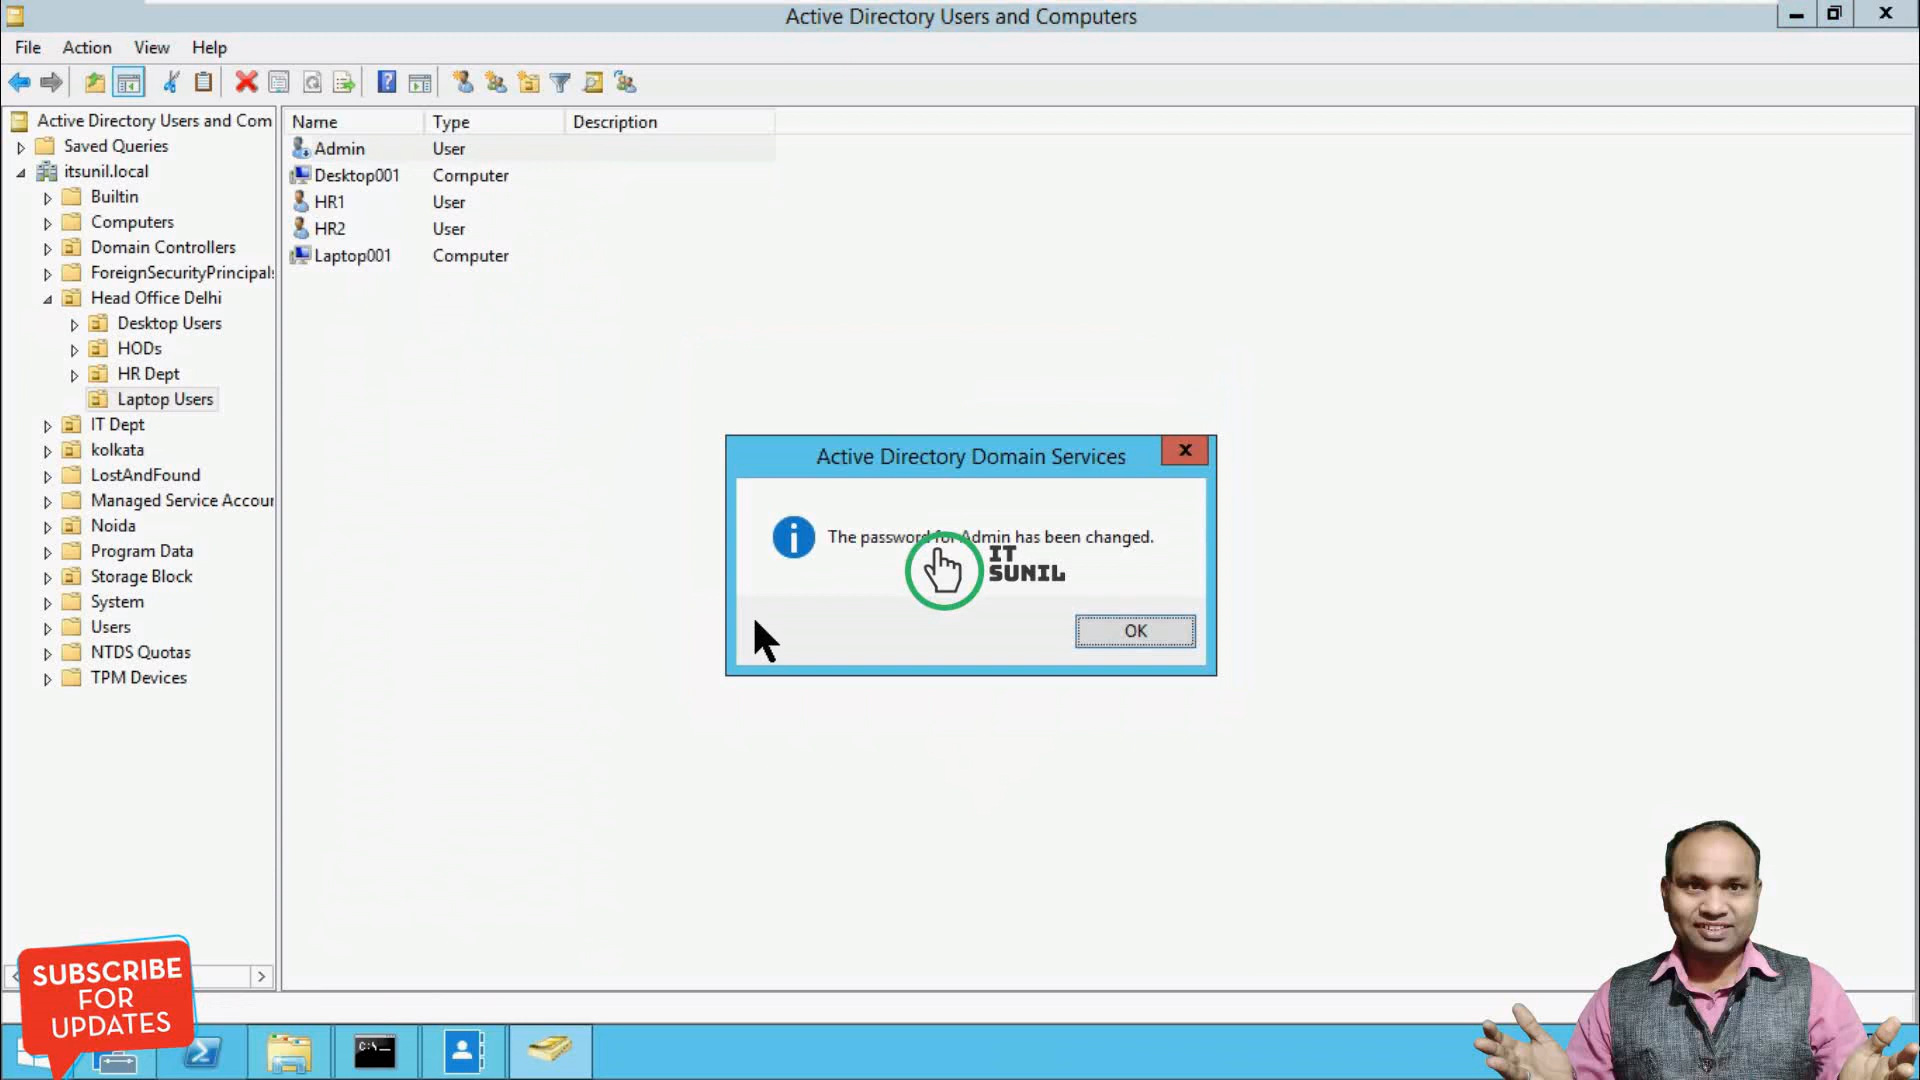 Active Directory Users and Computers
File Action View Help
Active Directory Users and Com
Saved Queries
itsunil.local
Builtin
Computers
Domain Controllers
ForeignSecurityPrincipal
Head Office Delhi
Desktop Users
HODs
HR Dept
Laptop Users
IT Dept
kolkata
LostAndFound
Managed Service Accour
Noida
Program Data
Storage Block
System
Users
NTDS Quotas
TPM Devices
Name Type Description
Admin User
Desktop001 Computer
HR1 User
HR2 User
Laptop001 Computer
Active Directory Domain Services
The password for Admin has been changed.
IT
SUNIL
OK
SUBSCRIBE
FOR
UPDATES
C:\